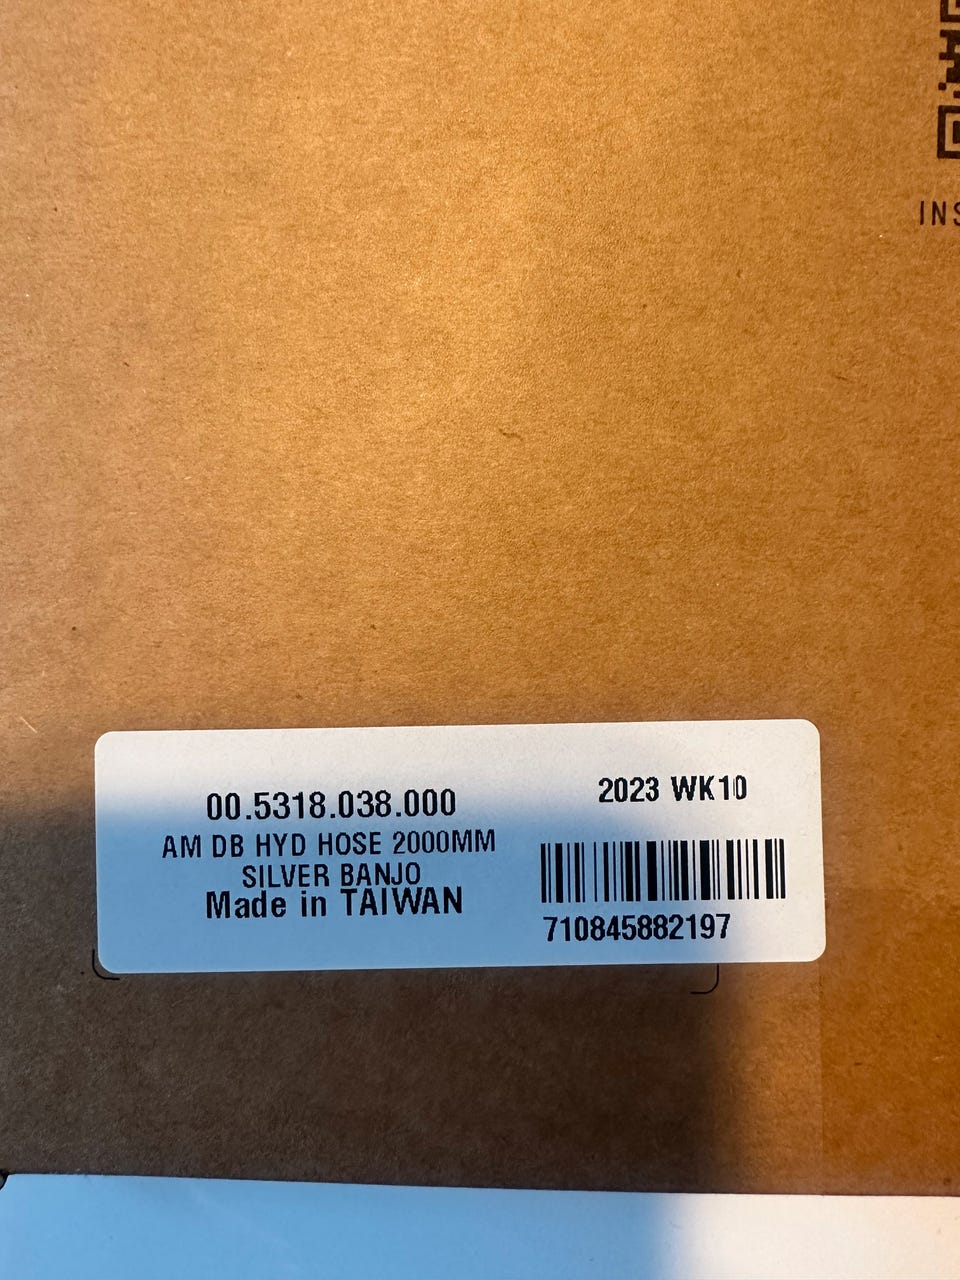 INS
00.5318.038.000
AM DB HYD HOSE 2000MM
SILVER BANJO
Made in TAIWAN
2023 WK10
710845882197